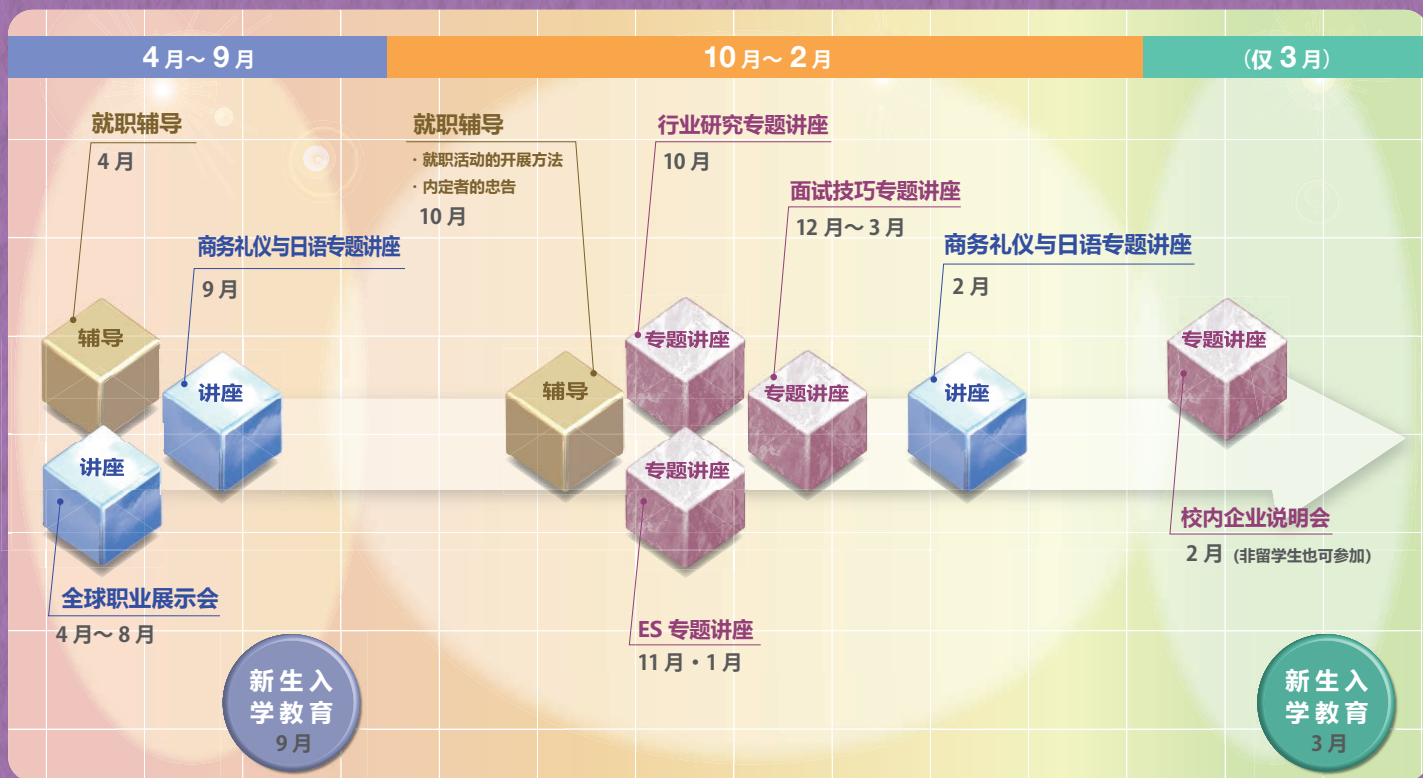 4月～9月
10月～2月
（仅3月）
就职辅导
4月
商务礼仪与日语专题讲座
9月
辅导
讲座
讲座
全球职业展示会
4月～8月
新生入
学教育
9月
就职辅导
·就职活动的开展方法
·内定者的忠告
10月
行业研究专题讲座
10月
面试技巧专题讲座
12月～3月
商务礼仪与日语专题讲座
2月
辅导
专题讲座
专题讲座
专题讲座
讲座
ES 专题讲座
11月・1月
专题讲座
校内企业说明会
2月（非留学生也可参加）
新生入
学教育
3月